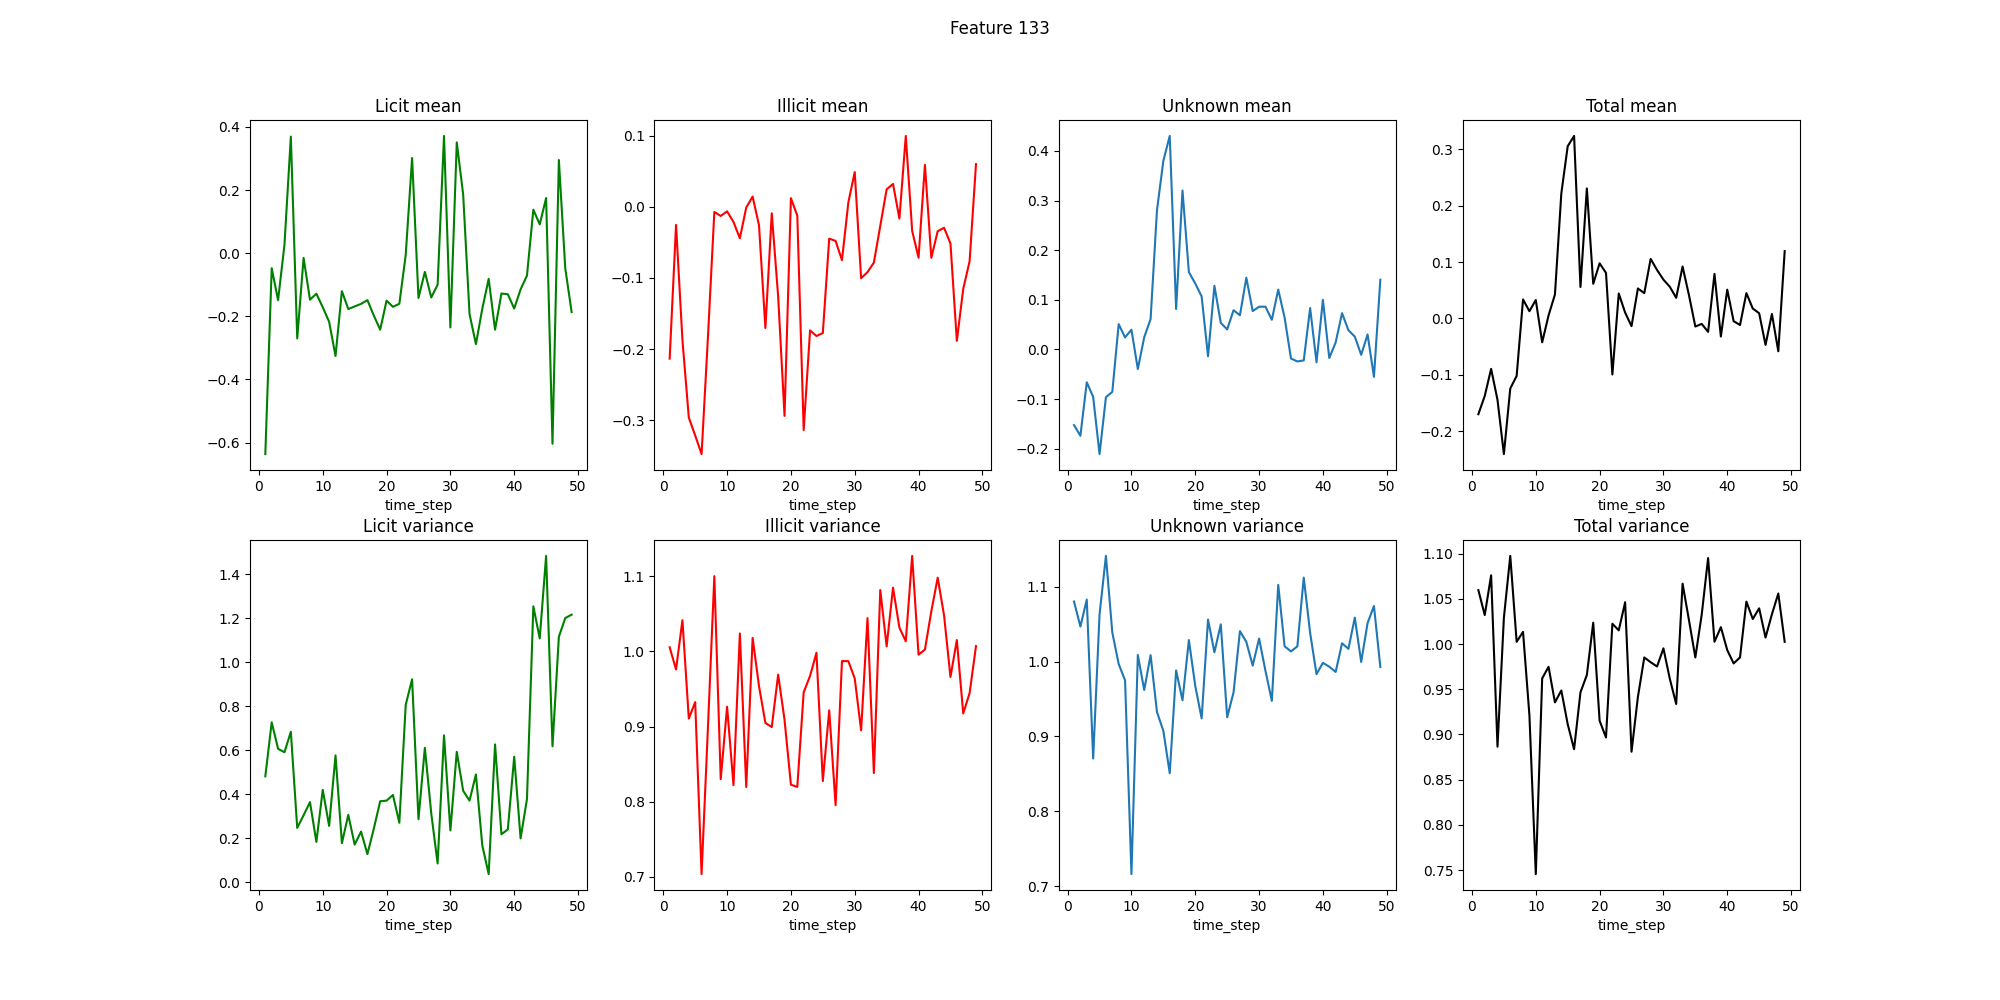 Feature 133
Licit mean
Illicit mean
Unknown mean
Total mean
0.4
0.2
0.0
−0.2
−0.4
−0.6
0.1
0.0
−0.1
−0.2
−0.3
0.4
0.3
0.2
0.1
0.0
−0.1
−0.2
0.3
0.2
0.1
0.0
−0.1
−0.2
0 10 20 30 40 50
0 10 20 30 40 50
0 10 20 30 40 50
0 10 20 30 40 50
time_step
time_step
time_step
time_step
Licit variance
Illicit variance
Unknown variance
Total variance
1.4
1.2
1.0
0.8
0.6
0.4
0.2
0.0
1.1
1.0
0.9
0.8
0.7
1.1
1.0
0.9
0.8
0.7
1.10
1.05
1.00
0.95
0.90
0.85
0.80
0.75
0 10 20 30 40 50
0 10 20 30 40 50
0 10 20 30 40 50
0 10 20 30 40 50
time_step
time_step
time_step
time_step